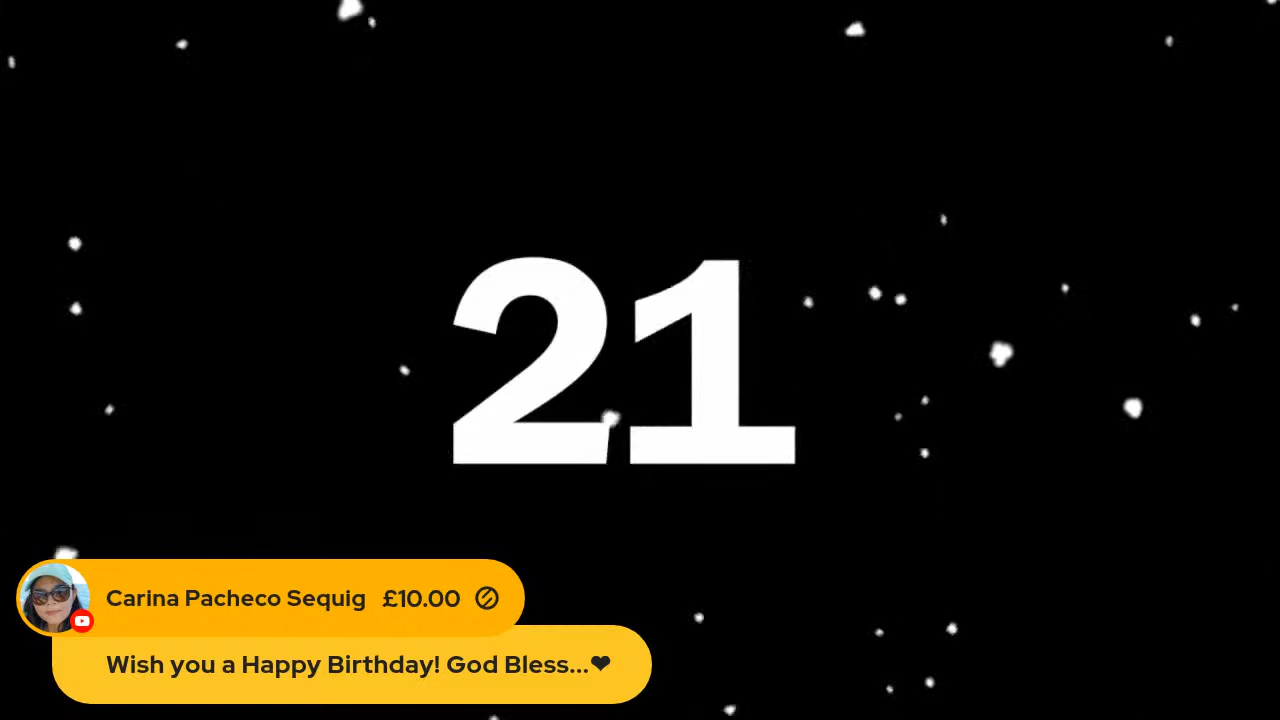 21
Carina Pacheco Sequig £10.00
Wish you a Happy Birthday! God Bless...❤